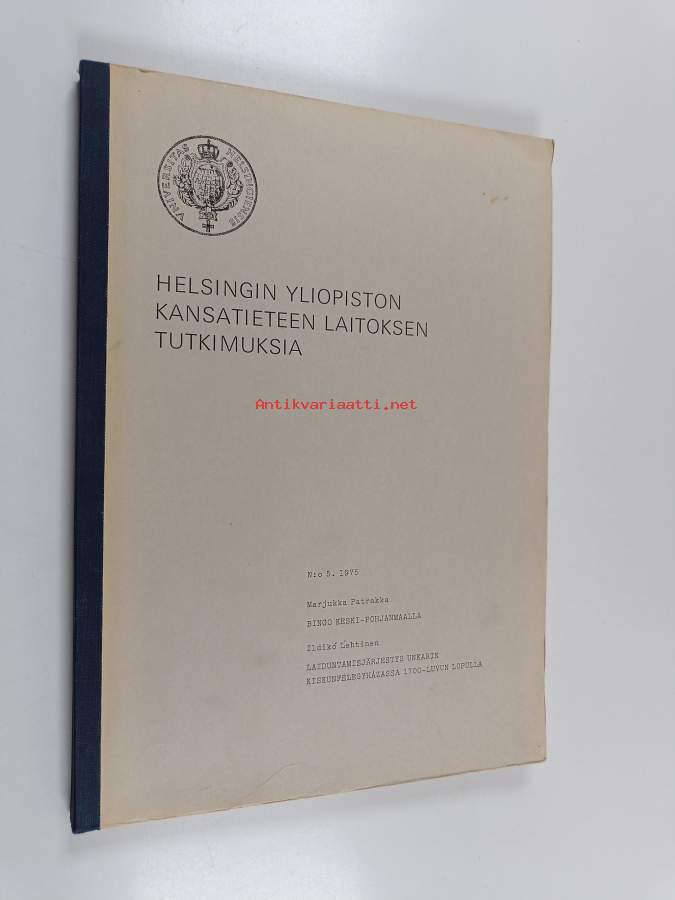 UNIVERSITAS HELSINGIENSIS
HELSINGIN YLIOPISTON
KANSATIETEEN LAITOKSEN
TUTKIMUKSIA
Antikvariaatti.net
N:o 5. 1975
Marjukka Patrakka
BINGO KESKI-POHJANMAALLA
Ildikó Lehtinen
LAIDUNTAMISJÄRJESTYS UNKARIN
KISKUNFÉLEGYHÁZASSA 1700-LUVUN LOPULLA